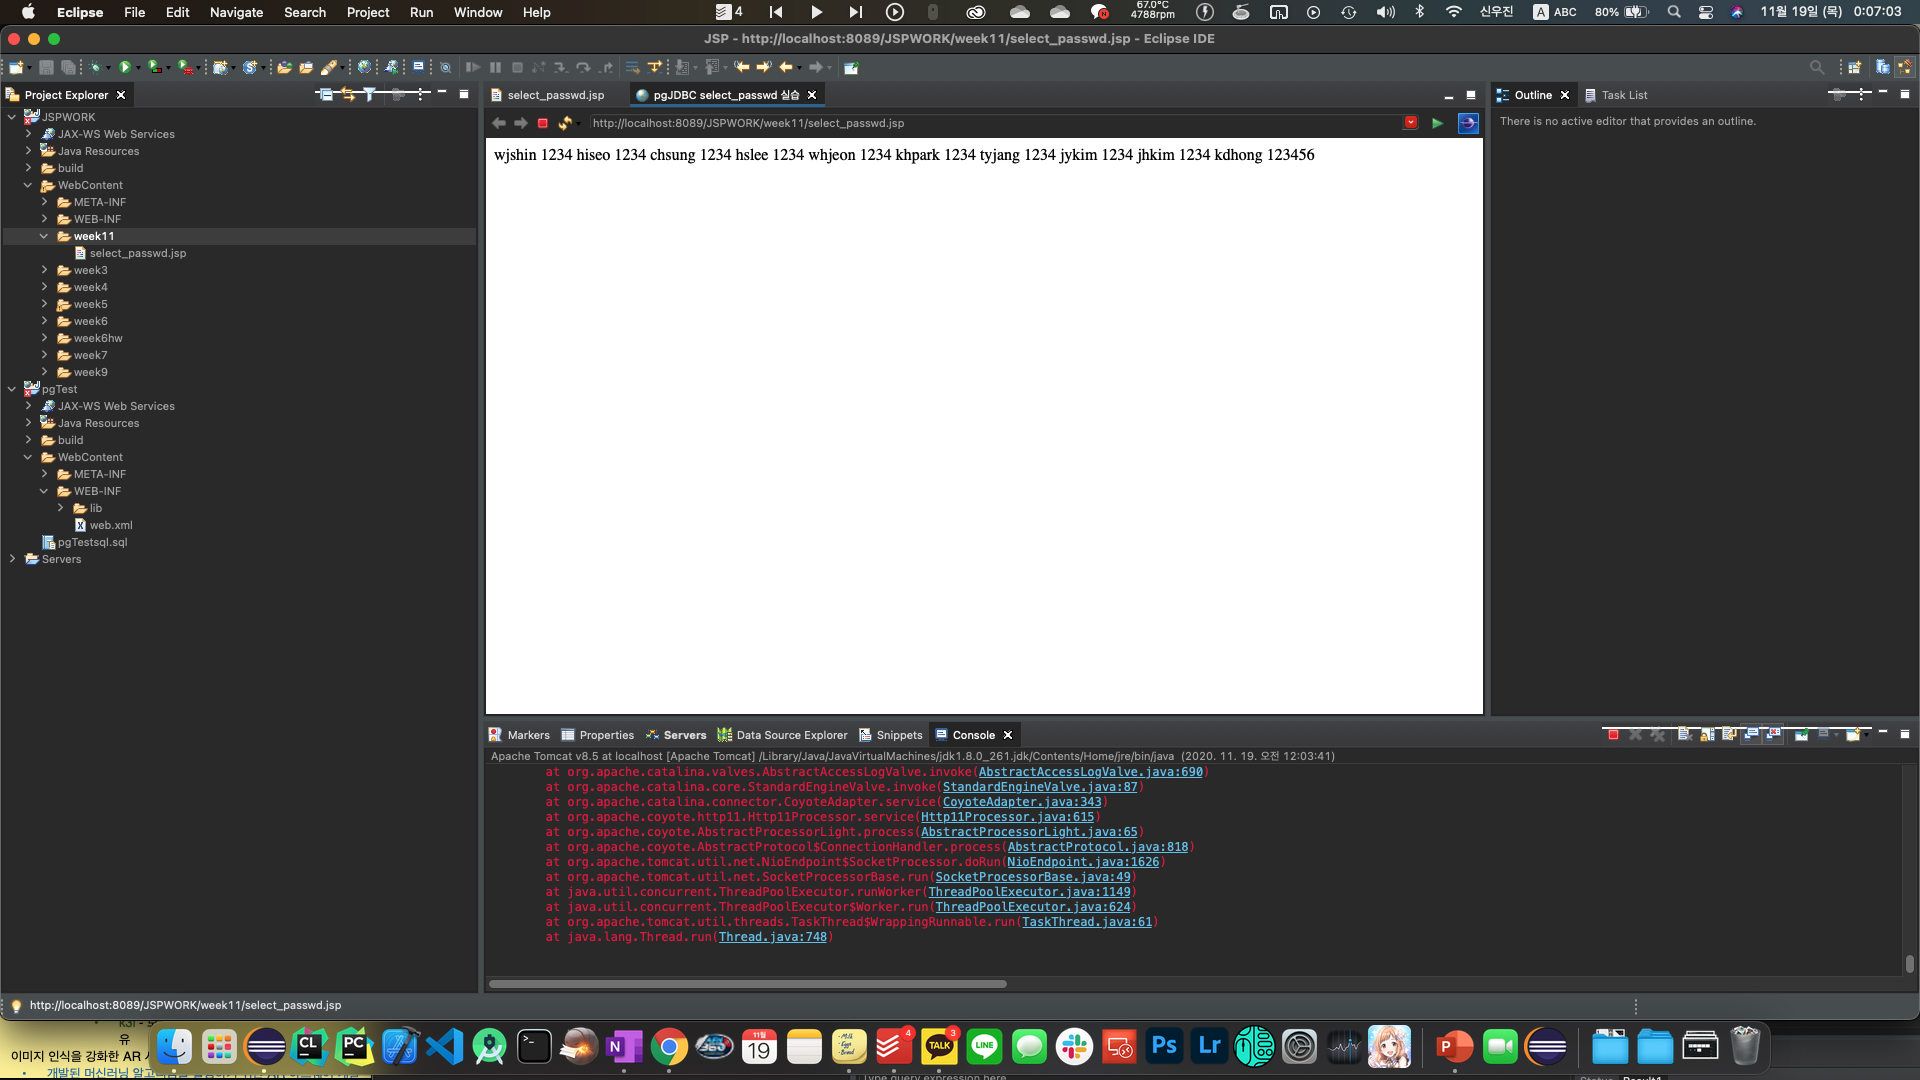 Eclipse File Edit Navigate Search Project Run Window Help 4 67.0°C 4788rpm 신우진 A ABC 80% 11월 19일 (목) 0:07:03
JSP - http://localhost:8089/JSPWORK/week11/select_passwd.jsp - Eclipse IDE
Project Explorer
select_passwd.jsp
pgJDBC select_passwd 실습
Outline
Task List
http://localhost:8089/JSPWORK/week11/select_passwd.jsp
There is no active editor that provides an outline.
wjshin 1234 hiseo 1234 chsung 1234 hslee 1234 whjeon 1234 khpark 1234 tyjang 1234 jykim 1234 jhkim 1234 kdhong 123456
JSPWORK
JAX-WS Web Services
Java Resources
build
WebContent
META-INF
WEB-INF
week11
select_passwd.jsp
week3
week4
week5
week6
week6hw
week7
week9
pgTest
JAX-WS Web Services
Java Resources
build
WebContent
META-INF
WEB-INF
lib
web.xml
pgTestsql.sql
Servers
Markers Properties Servers Data Source Explorer Snippets Console
Apache Tomcat v8.5 at localhost [Apache Tomcat] /Library/Java/JavaVirtualMachines/jdk1.8.0_261.jdk/Contents/Home/jre/bin/java (2020. 11. 19. 오전 12:03:41)
at org.apache.catalina.valves.AbstractAccessLogValve.invoke(AbstractAccessLogValve.java:690)
at org.apache.catalina.core.StandardEngineValve.invoke(StandardEngineValve.java:87)
at org.apache.catalina.connector.CoyoteAdapter.service(CoyoteAdapter.java:343)
at org.apache.coyote.http11.Http11Processor.service(Http11Processor.java:615)
at org.apache.coyote.AbstractProcessorLight.process(AbstractProcessorLight.java:65)
at org.apache.coyote.AbstractProtocol$ConnectionHandler.process(AbstractProtocol.java:818)
at org.apache.tomcat.util.net.NioEndpoint$SocketProcessor.doRun(NioEndpoint.java:1626)
at org.apache.tomcat.util.net.SocketProcessorBase.run(SocketProcessorBase.java:49)
at java.util.concurrent.ThreadPoolExecutor.runWorker(ThreadPoolExecutor.java:1149)
at java.util.concurrent.ThreadPoolExecutor$Worker.run(ThreadPoolExecutor.java:624)
at org.apache.tomcat.util.threads.TaskThread$WrappingRunnable.run(TaskThread.java:61)
at java.lang.Thread.run(Thread.java:748)
http://localhost:8089/JSPWORK/week11/select_passwd.jsp
유
이미지 인식을 강화한 AR
CL PC N 11월 19 4 TALK 3 LINE Ps Lr P